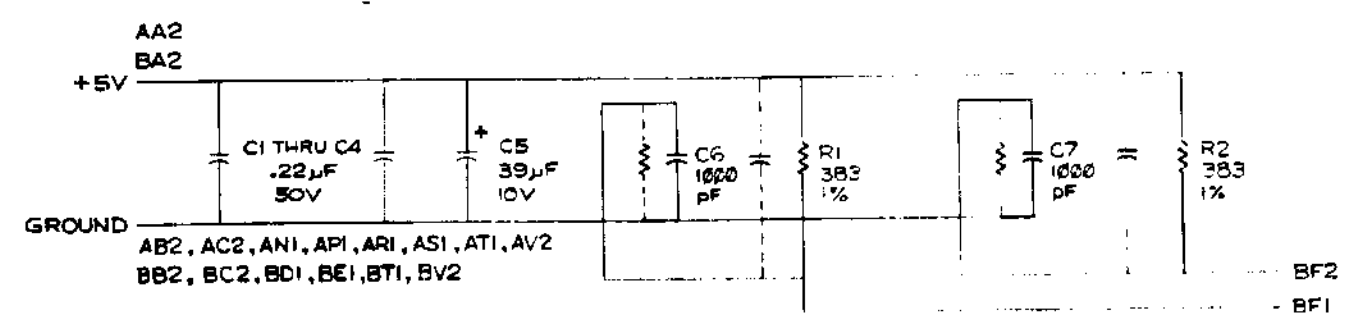 AA2
BA2
+5V
C1 THRU C4
.22µF
50V
+
C5
39µF
10V
C6
1000
pF
R1
383
1%
C7
1000
pF
R2
383
1%
GROUND
AB2, AC2, AN1, AP1, AR1, AS1, AT1, AV2
BB2, BC2, BD1, BE1, BT1, BV2
BF2
BF1